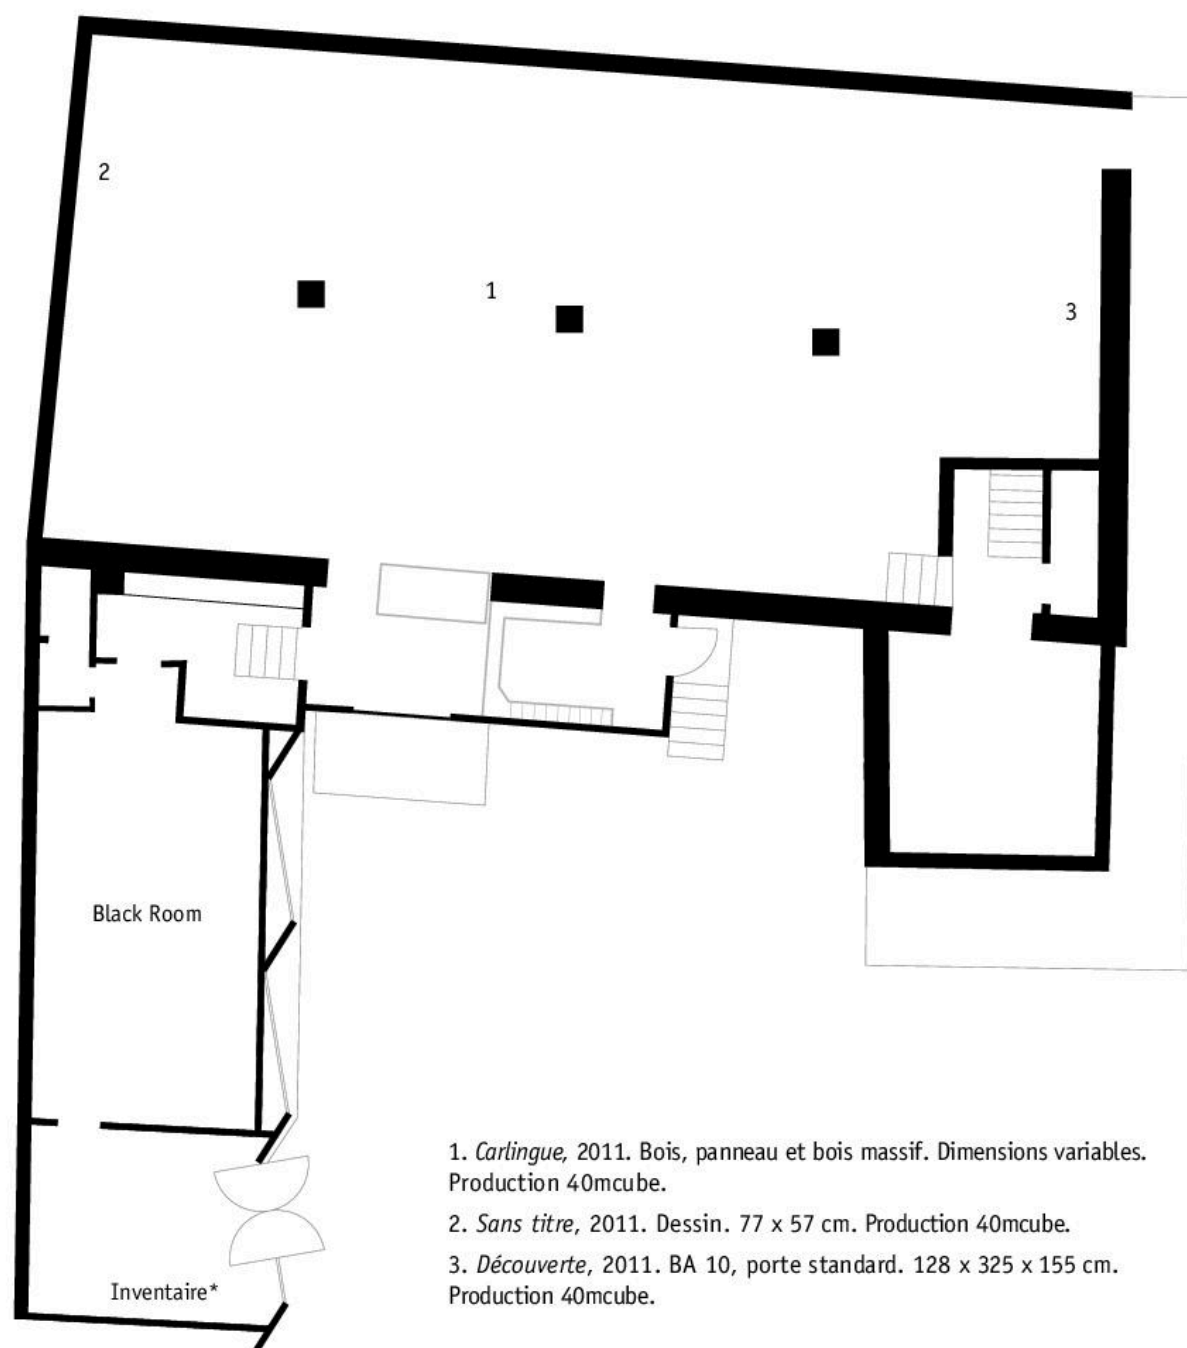 2
1
3
Black Room
Inventaire*
1. Carlingue, 2011. Bois, panneau et bois massif. Dimensions variables.
Production 40mcube.
2. Sans titre, 2011. Dessin. 77 x 57 cm. Production 40mcube.
3. Découverte, 2011. BA 10, porte standard. 128 x 325 x 155 cm.
Production 40mcube.